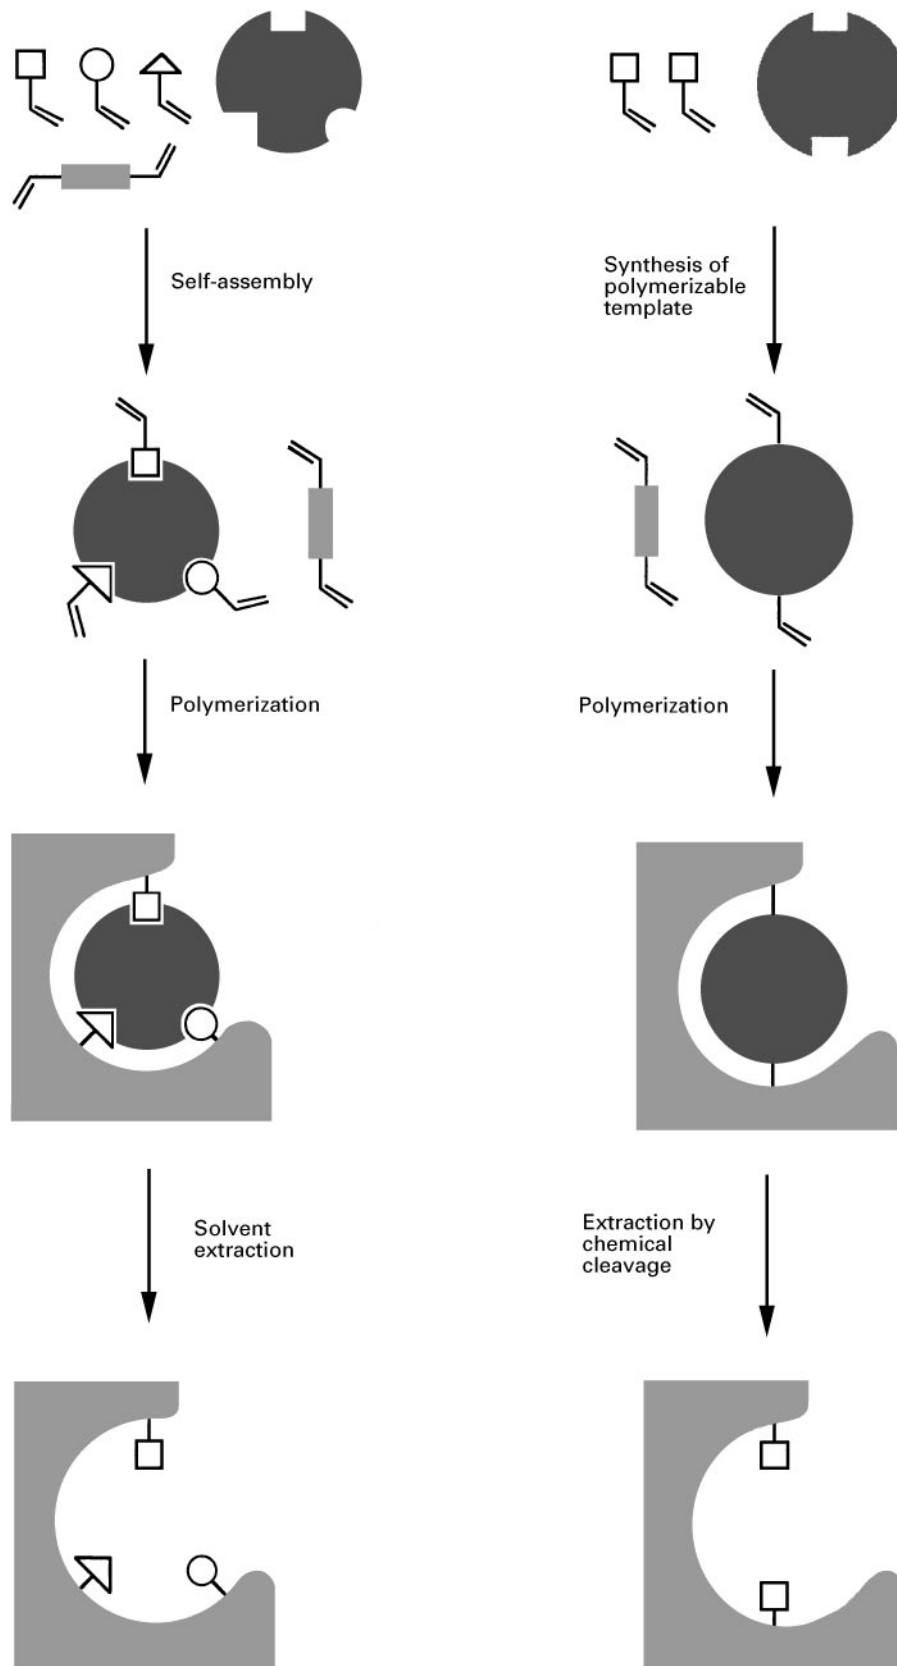 Self-assembly
Synthesis of
polymerizable
template
Polymerization
Polymerization
Solvent
extraction
Extraction by
chemical
cleavage